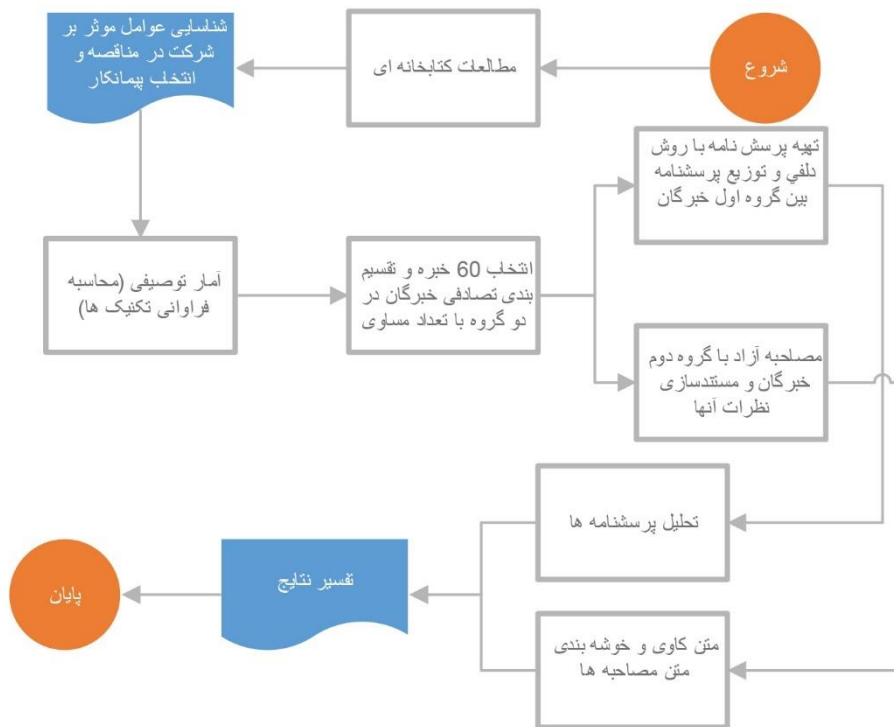 شروع
مطالعات کتابخانه ای
شناسایی عوامل موثر بر
شرکت در مناقصه و
انتخاب پیمانکار
آمار توصیفی (محاسبه
فراوانی تکنیک ها)
انتخاب 60 خبره و تقسیم
بندی تصادفی خبرگان در
دو گروه با تعداد مساوی
تهیه پرسش نامه با روش
دلفي و توزیع پرسشنامه
بین گروه اول خبرگان
مصاحبه آزاد با گروه دوم
خبرگان و مستندسازی
نظرات آنها
تحلیل پرسشنامه ها
متن کاوی و خوشه بندی
متن مصاحبه ها
تفسیر نتایج
پایان